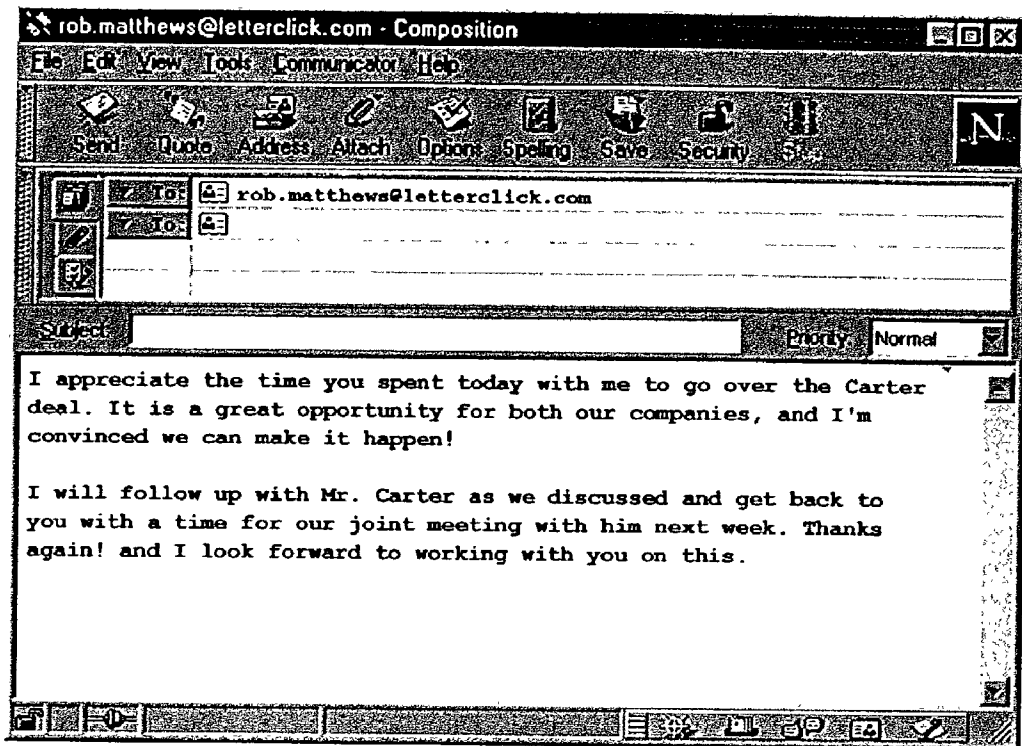 rob.matthews@letterclick.com - Composition
File Edit View Tools Communicator Help
Send Quote Address Attach Options Spelling Save Security
N
To: rob.matthews@letterclick.com
To:
Subject: Priority: Normal
I appreciate the time you spent today with me to go over the Carter
deal. It is a great opportunity for both our companies, and I'm
convinced we can make it happen!
I will follow up with Mr. Carter as we discussed and get back to
you with a time for our joint meeting with him next week. Thanks
again! and I look forward to working with you on this.